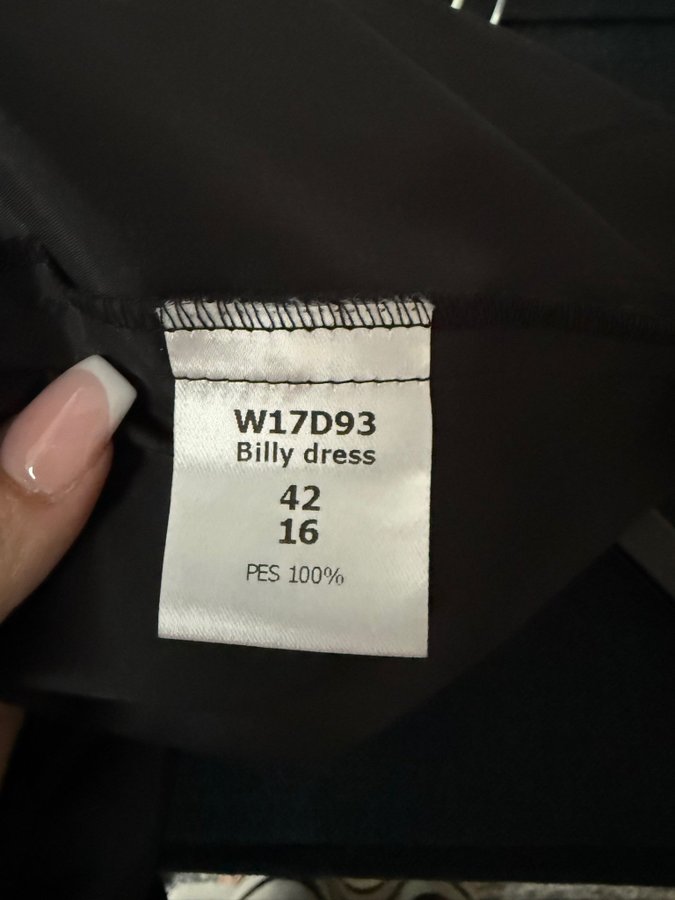 W17D93
Billy dress
42
16
PES 100%